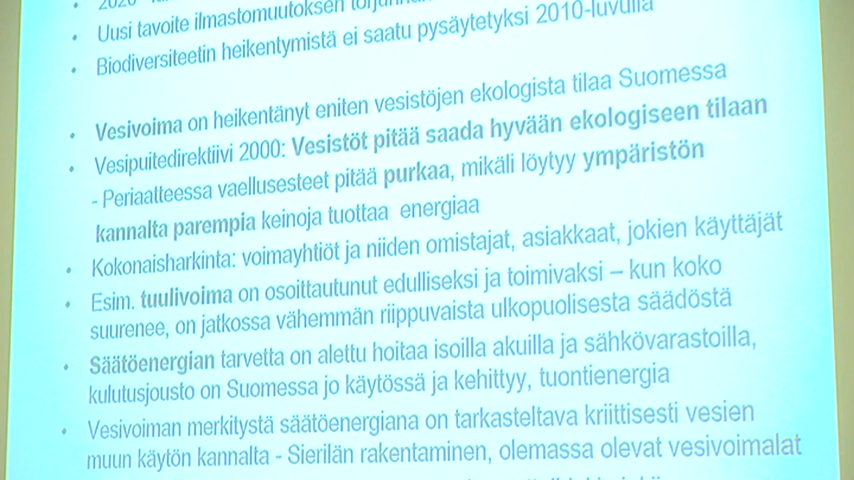 • Uusi tavoite ilmastomuutoksen
• Biodiversiteetin heikentymistä ei saatu pysäytetyksi 2010-luvulla
• Vesivoima on heikentänyt eniten vesistöjen ekologista tilaa Suomessa
• Vesipuitedirektiivi 2000: Vesistöt pitää saada hyvään ekologiseen tilaan
- Periaatteessa vaellusesteet pitää purkaa, mikäli löytyy ympäristön
kannalta parempia keinoja tuottaa energiaa
• Kokonaisharkinta: voimayhtiöt ja niiden omistajat, asiakkaat, jokien käyttäjät
• Esim. tuulivoima on osoittautunut edulliseksi ja toimivaksi – kun koko
suurenee, on jatkossa vähemmän riippuvaista ulkopuolisesta säädöstä
• Säätöenergian tarvetta on alettu hoitaa isoilla akuilla ja sähkövarastoilla,
kulutusjousto on Suomessa jo käytössä ja kehittyy, tuontienergia
• Vesivoiman merkitystä säätöenergiana on tarkasteltava kriittisesti vesien
muun käytön kannalta - Sierilän rakentaminen, olemassa olevat vesivoimalat